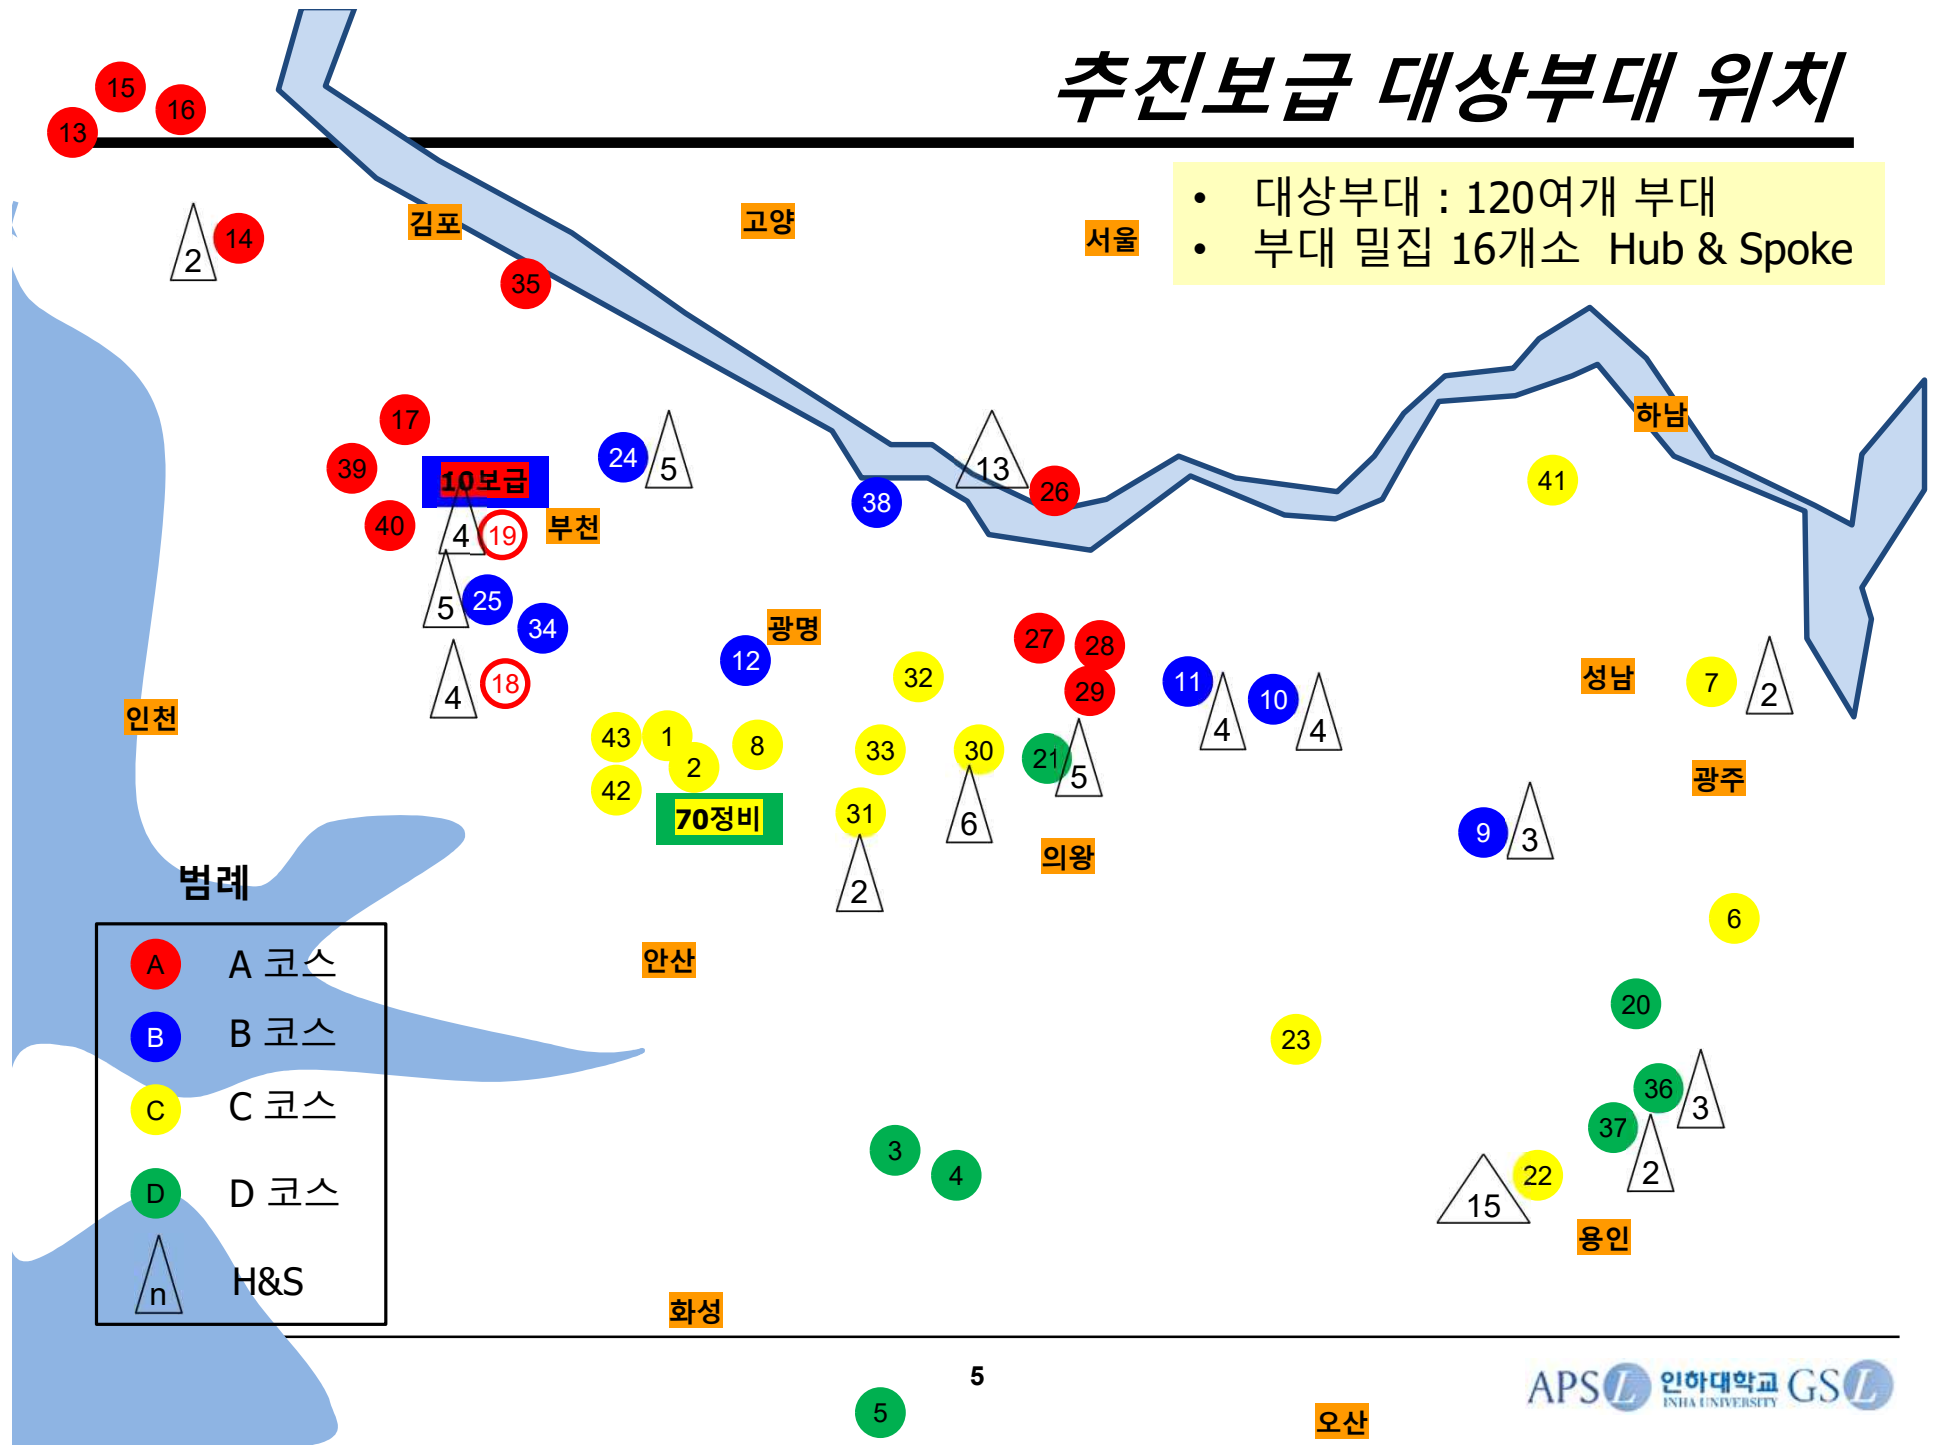 추진보급 대상부대 위치
• 대상부대 : 120여개 부대
• 부대 밀집 16개소 Hub & Spoke
15
16
13
김포
고양
서울
2
14
35
17
하남
39
10보급
24
5
13
26
41
40
4
19
부천
38
5
25
34
12
광명
27
28
32
29
11
10
성남
7
2
4
18
인천
43
1
2
8
33
30
21
5
4
4
42
70정비
31
6
광주
9
3
의왕
2
범례
6
A
A 코스
안산
20
B
B 코스
23
36
3
C
C 코스
37
3
4
22
2
15
D
D 코스
용인
n
H&S
화성
5
APS L 인하대학교 GS L
INHA UNIVERSITY
5
오산